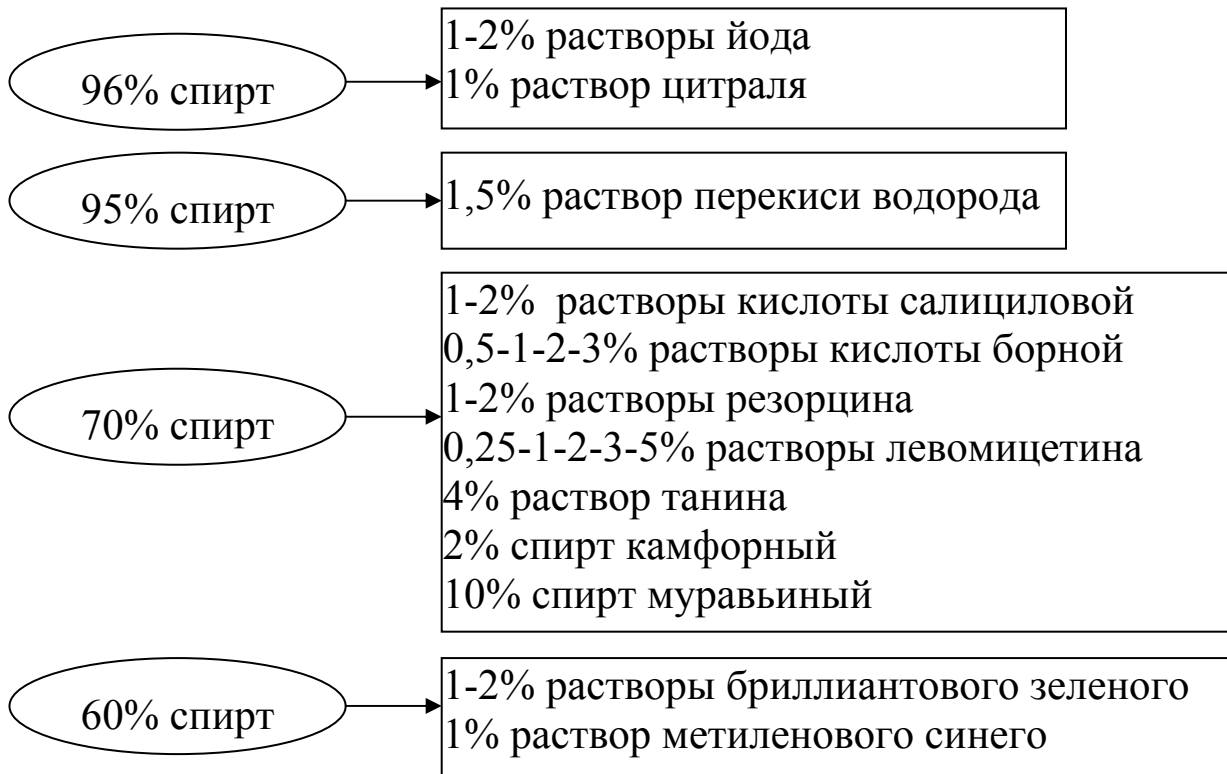 96% спирт
1-2% растворы йода
1% раствор цитраля
95% спирт
1,5% раствор перекиси водорода
70% спирт
1-2% растворы кислоты салициловой
0,5-1-2-3% растворы кислоты борной
1-2% растворы резорцина
0,25-1-2-3-5% растворы левомицетина
4% раствор танина
2% спирт камфорный
10% спирт муравьиный
60% спирт
1-2% растворы бриллиантового зеленого
1% раствор метиленового синего